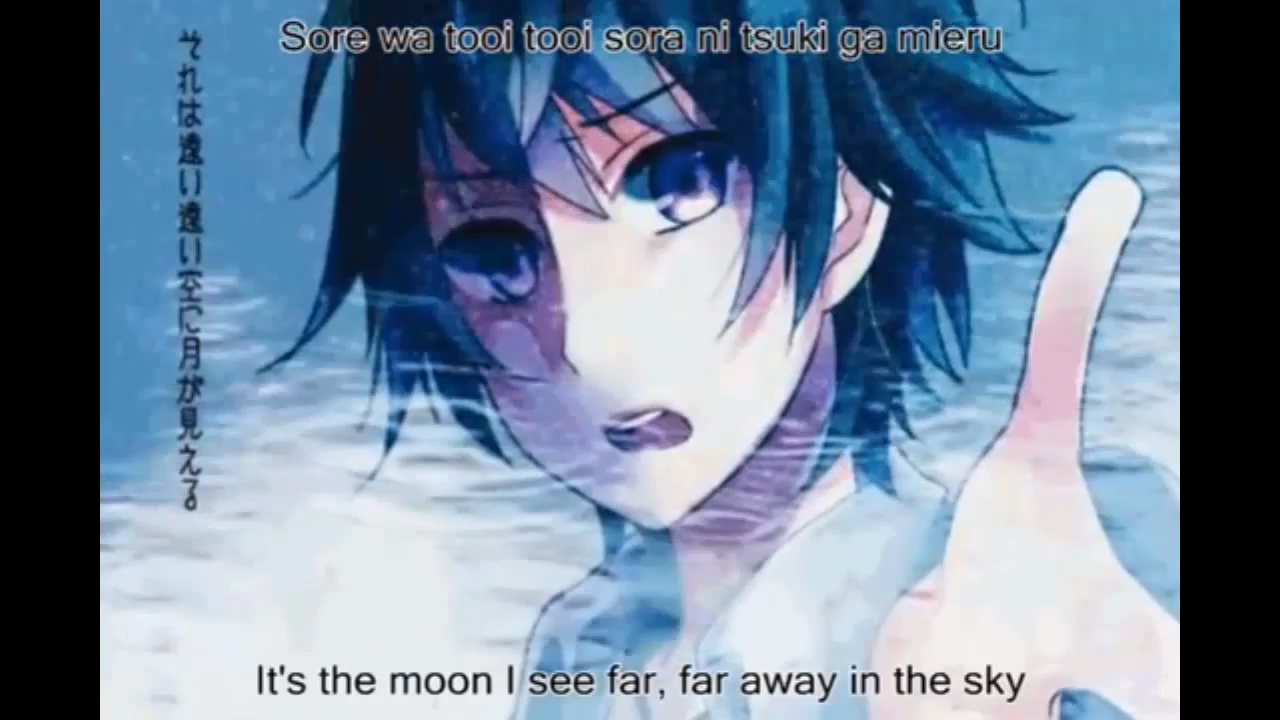 Sore wa tooi tooi sora ni tsuki ga mieru
それは遠い遠い空に月が見える
It's the moon I see far, far away in the sky